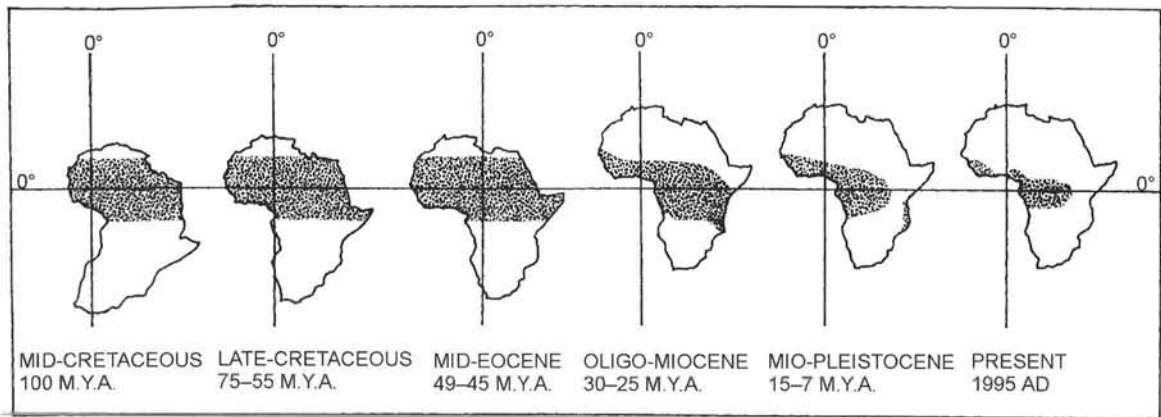 0° 0° 0° 0° 0° 0°
0° 0°
MID-CRETACEOUS LATE-CRETACEOUS MID-EOCENE OLIGO-MIOCENE MIO-PLEISTOCENE PRESENT
100 M.Y.A. 75–55 M.Y.A. 49–45 M.Y.A. 30–25 M.Y.A. 15–7 M.Y.A. 1995 AD